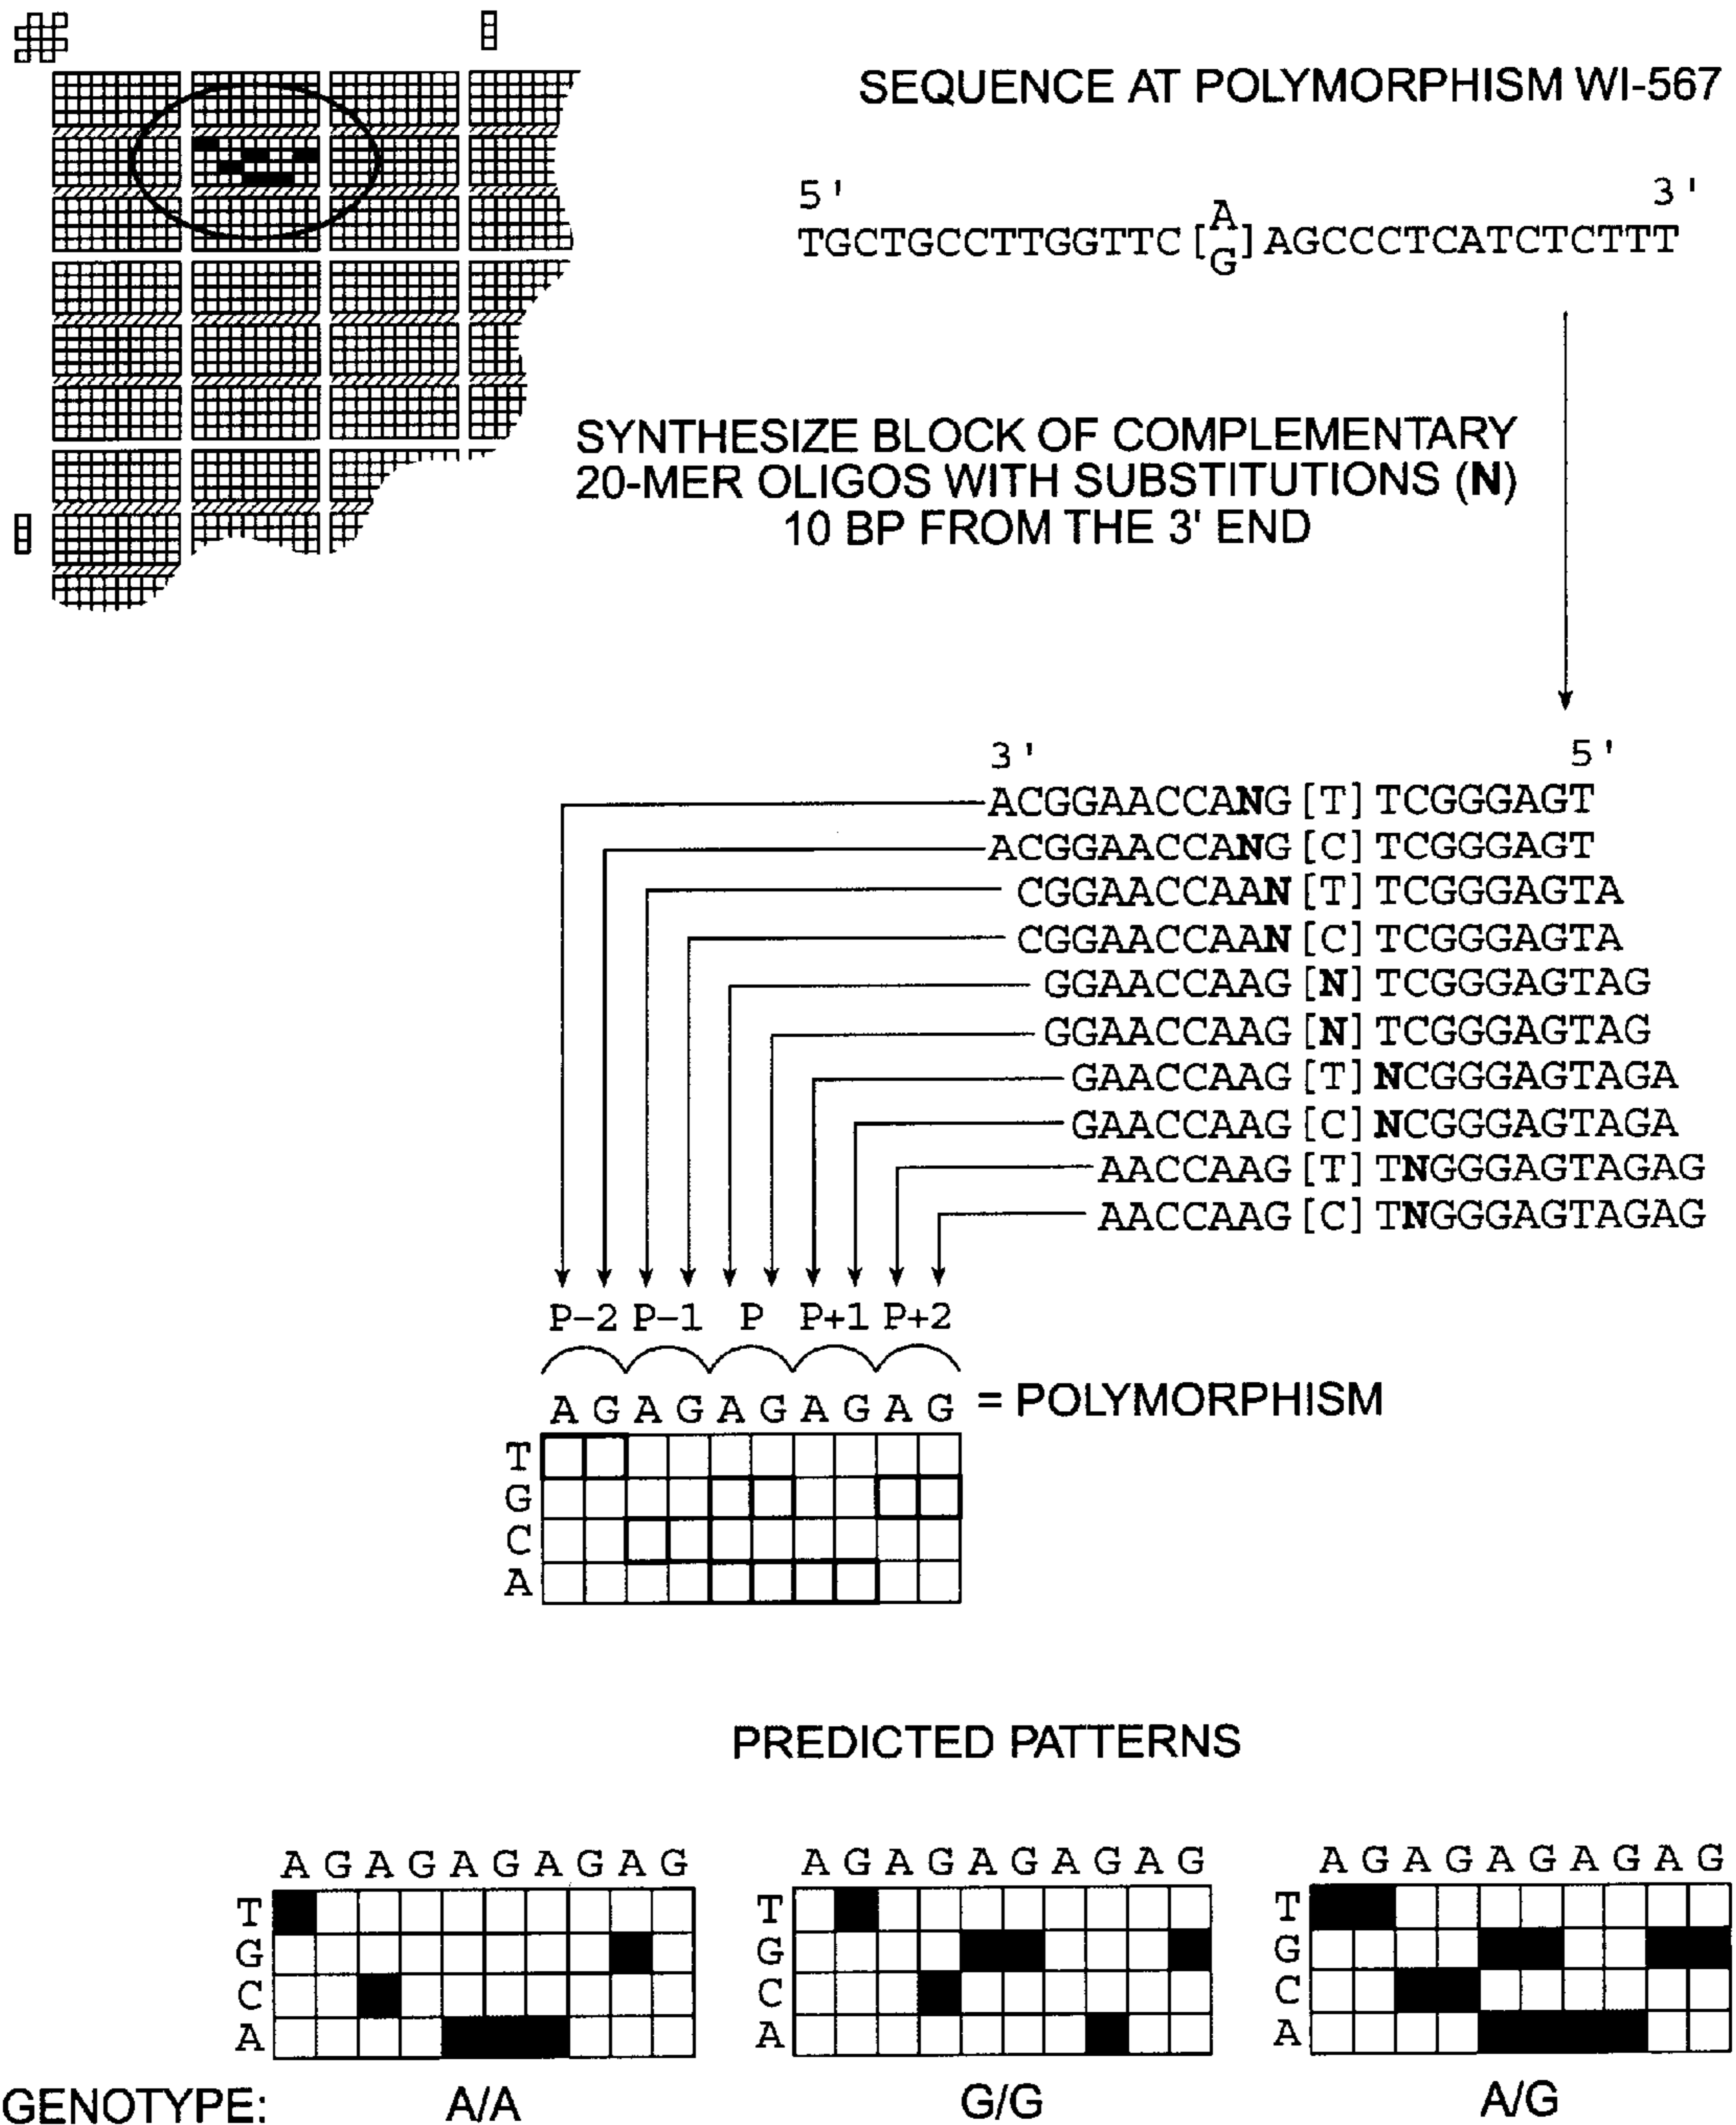 SEQUENCE AT POLYMORPHISM WI-567
5' 3'
A
TGCTGCCTTGGTTC [ ] AGCCCTCATCTCTTT
G
SYNTHESIZE BLOCK OF COMPLEMENTARY
20-MER OLIGOS WITH SUBSTITUTIONS (N)
10 BP FROM THE 3' END
3' 5'
ACGGAACCANG [T] TCGGGAGT
ACGGAACCANG [C] TCGGGAGT
CGGAACCAAN [T] TCGGGAGTA
CGGAACCAAN [C] TCGGGAGTA
GGAACCAAG [N] TCGGGAGTAG
GGAACCAAG [N] TCGGGAGTAG
GAACCAAG [T] NCGGGAGTAGA
GAACCAAG [C] NCGGGAGTAGA
AACCAAG [T] TNGGGAGTAGAG
AACCAAG [C] TNGGGAGTAGAG
P-2 P-1 P P+1 P+2
A G A G A G A G A G = POLYMORPHISM
T
G
C
A
PREDICTED PATTERNS
A G A G A G A G A G
T
G
C
A
A G A G A G A G A G
T
G
C
A
A G A G A G A G A G
T
G
C
A
GENOTYPE: A/A G/G A/G